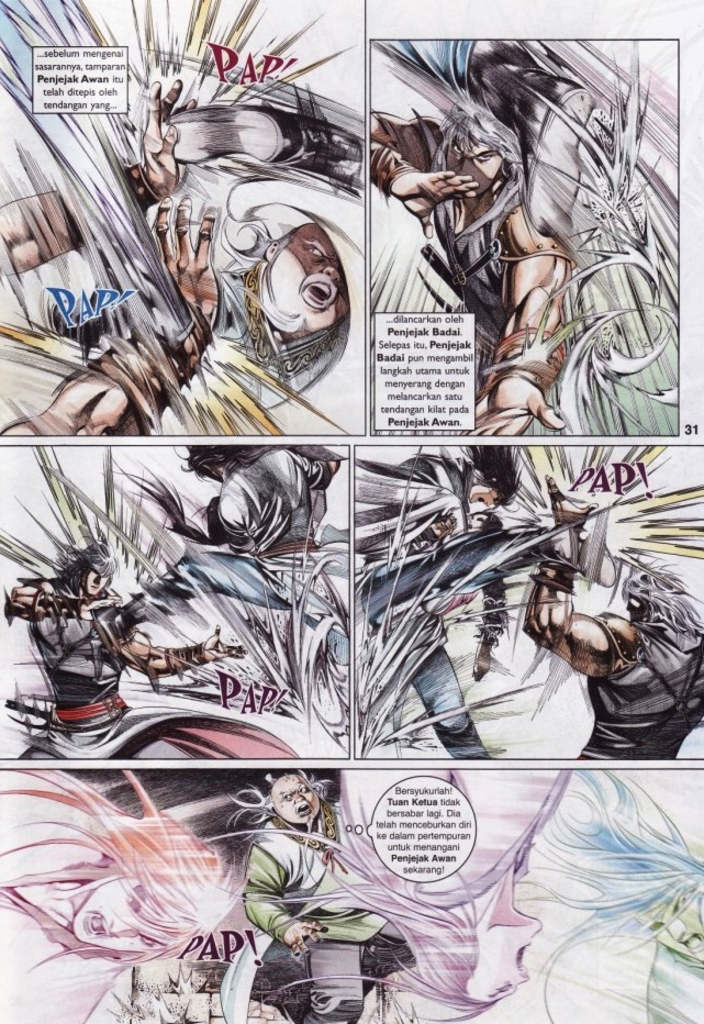 ...sebelum mengenai
sasarannya, tamparan
Penjejak Awan itu
telah ditepis oleh
tendangan yang...
PAP!
PAP!
...dilancarkan oleh
Penjejak Badai.
Selepas itu, Penjejak
Badai pun mengambil
langkah utama untuk
menyerang dengan
melancarkan satu
tendangan kilat pada
Penjejak Awan.
31
PAP!
PAP!
Bersyukurlah!
Tuan Ketua tidak
bersabar lagi. Dia
telah menceburkan diri
ke dalam pertempuran
untuk menangani
Penjejak Awan
sekarang!
PAP!